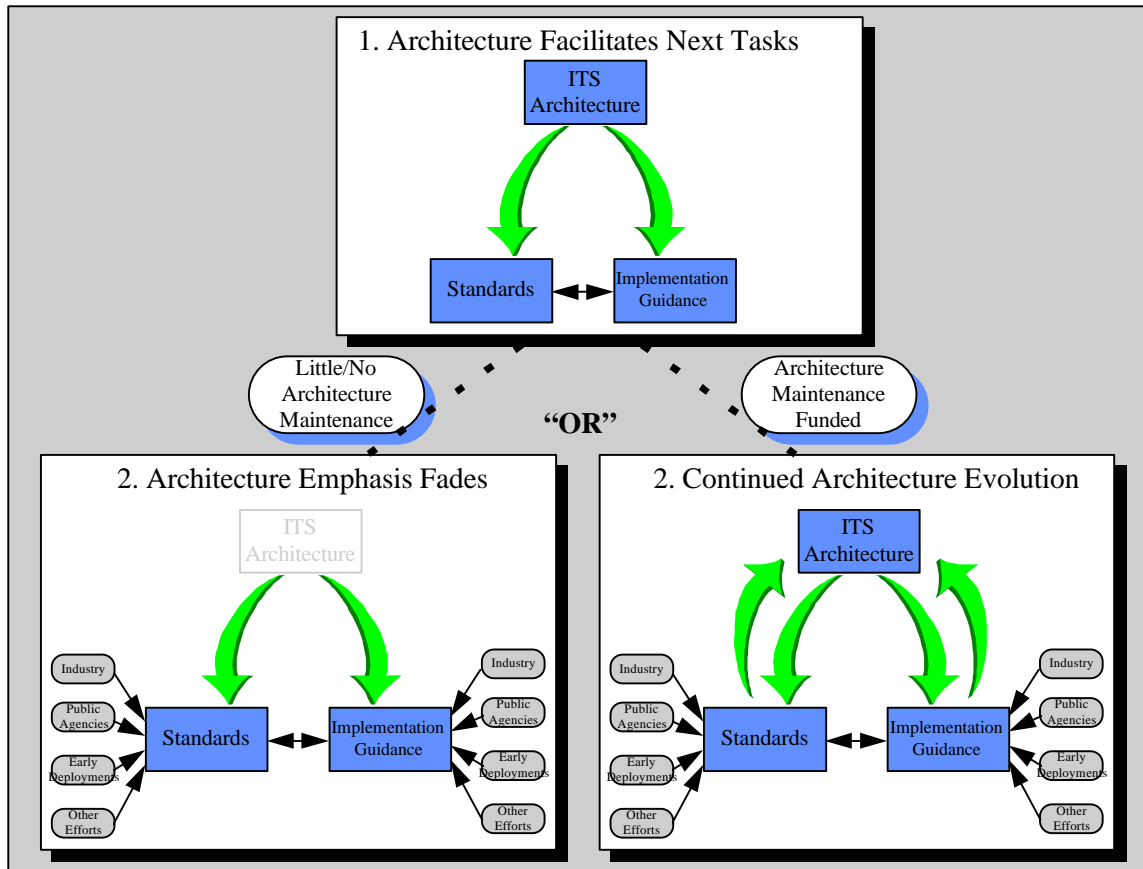 1. Architecture Facilitates Next Tasks
ITS
Architecture
Standards
Implementation
Guidance
Little/No
Architecture
Maintenance
“OR”
Architecture
Maintenance
Funded
2. Architecture Emphasis Fades
ITS
Architecture
Industry
Public
Agencies
Early
Deployments
Other
Efforts
Standards
Implementation
Guidance
Industry
Public
Agencies
Early
Deployments
Other
Efforts
2. Continued Architecture Evolution
ITS
Architecture
Industry
Public
Agencies
Early
Deployments
Other
Efforts
Standards
Implementation
Guidance
Industry
Public
Agencies
Early
Deployments
Other
Efforts